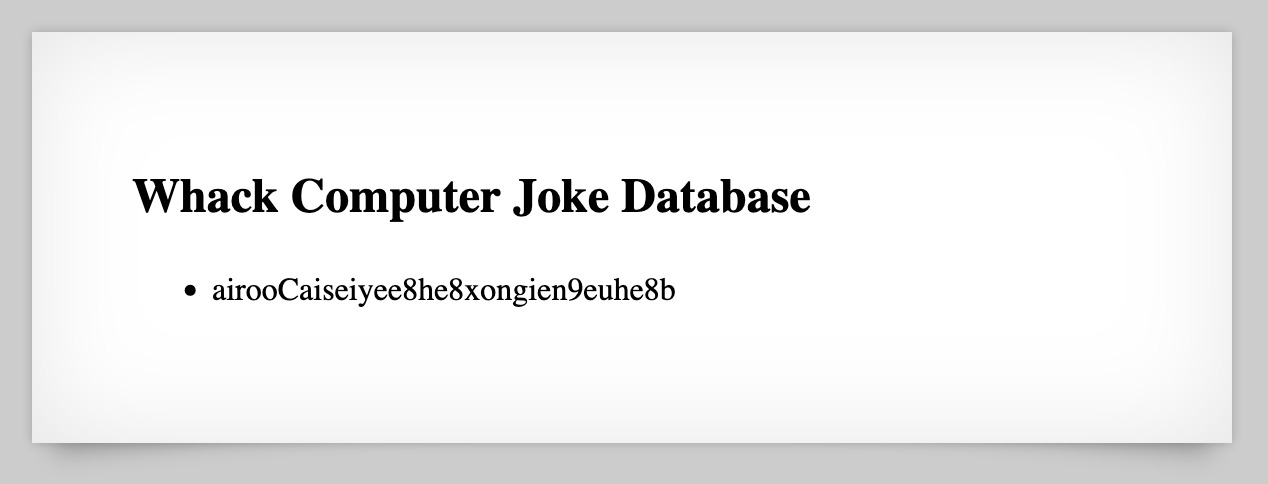 Whack Computer Joke Database
airooCaiseiyee8he8xongien9euhe8b